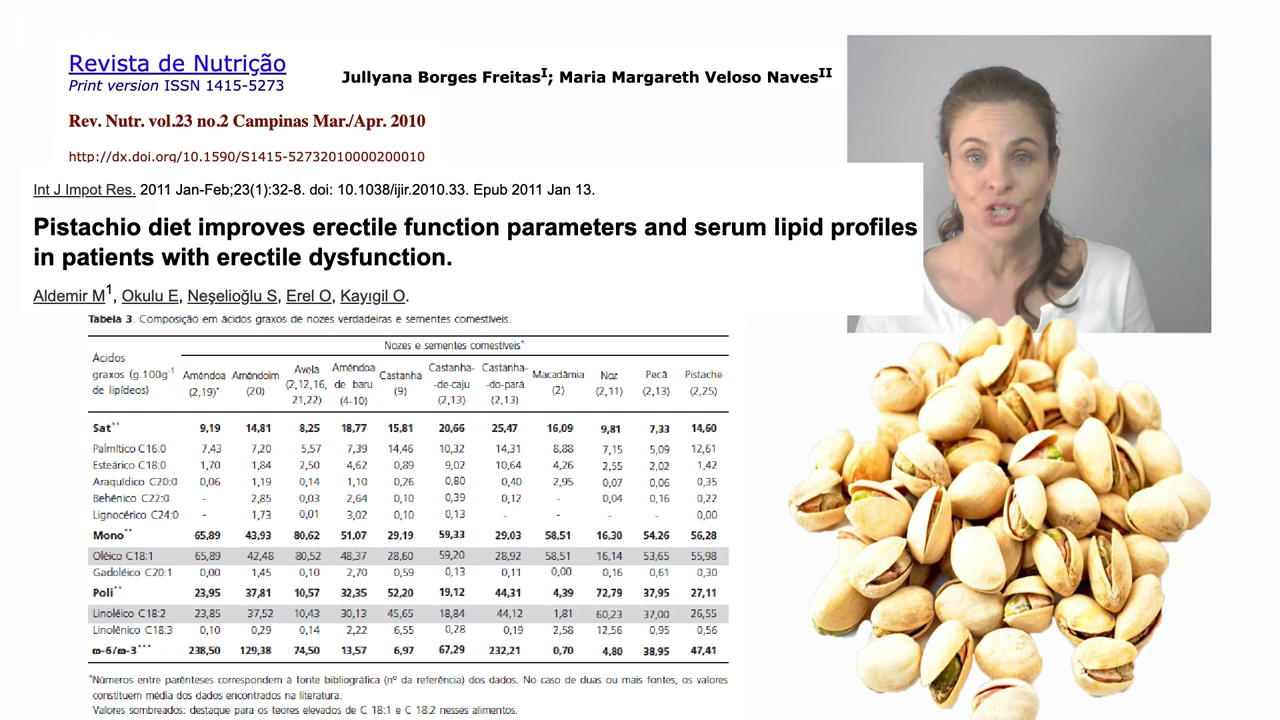 Revista de Nutrição
Print version ISSN 1415-5273
Jullyana Borges Freitas I; Maria Margareth Veloso Naves II
Rev. Nutr. vol.23 no.2 Campinas Mar./Apr. 2010
http://dx.doi.org/10.1590/S1415-52732010000200010
Int J Impot Res. 2011 Jan-Feb;23(1):32-8. doi: 10.1038/ijir.2010.33. Epub 2011 Jan 13.
Pistachio diet improves erectile function parameters and serum lipid profiles
in patients with erectile dysfunction.
Aldemir M1, Okulu E, Neşelioğlu S, Erel O, Kayıgil O.
Tabela 3. Composição em ácidos graxos de nozes verdadeiras e sementes comestíveis.
Nozes e sementes comestíveis*
Ácidos graxos (g.100g-1 de lipídeos) Amêndoa (2,19)* Amendoim (20) Avelã (2,12,16, 21,22) Amêndoa de baru (4-10) Castanha (9) Castanha-de-caju (2,13) Castanha-do-pará (2,13) Macadâmia (2) Noz (2,11) Pecã (2,13) Pistache (2,25)
Sat** 9,19 14,81 8,25 18,77 15,81 20,66 25,47 16,09 9,81 7,33 14,60
Palmítico C16:0 7,43 7,20 5,57 7,39 14,46 10,32 14,31 8,88 7,15 5,09 12,61
Esteárico C18:0 1,70 1,84 2,50 4,62 0,89 9,02 10,64 4,26 2,55 2,02 1,42
Araquídico C20:0 0,06 1,19 0,14 1,10 0,26 0,80 0,40 2,95 0,07 0,06 0,35
Behênico C22:0 - 2,85 0,03 2,64 0,10 0,39 0,12 - 0,04 0,16 0,22
Lignocérico C24:0 - 1,73 0,01 3,02 0,10 0,13 - - - - 0,00
Mono** 65,89 43,93 80,62 51,07 29,19 59,33 29,03 58,51 16,30 54,26 56,28
Oléico C18:1 65,89 42,48 80,52 48,37 28,60 59,20 28,92 58,51 16,14 53,65 55,98
Gadoléico C20:1 0,00 1,45 0,10 2,70 0,59 0,13 0,11 0,00 0,16 0,61 0,30
Poli** 23,95 37,81 10,57 32,35 52,20 19,12 44,31 4,39 72,79 37,95 27,11
Linoléico C18:2 23,85 37,52 10,43 30,13 45,65 18,84 44,12 1,81 60,23 37,00 26,55
Linolênico C18:3 0,10 0,29 0,14 2,22 6,55 0,28 0,19 2,58 12,56 0,95 0,56
ω-6/ω-3*** 238,50 129,38 74,50 13,57 6,97 67,29 232,21 0,70 4,80 38,95 47,41
*Números entre parênteses correspondem à fonte bibliográfica (nº da referência) dos dados. No caso de duas ou mais fontes, os valores
constituem média dos dados encontrados na literatura.
Valores sombreados: destaque para os teores elevados de C 18:1 e C 18:2 nesses alimentos.